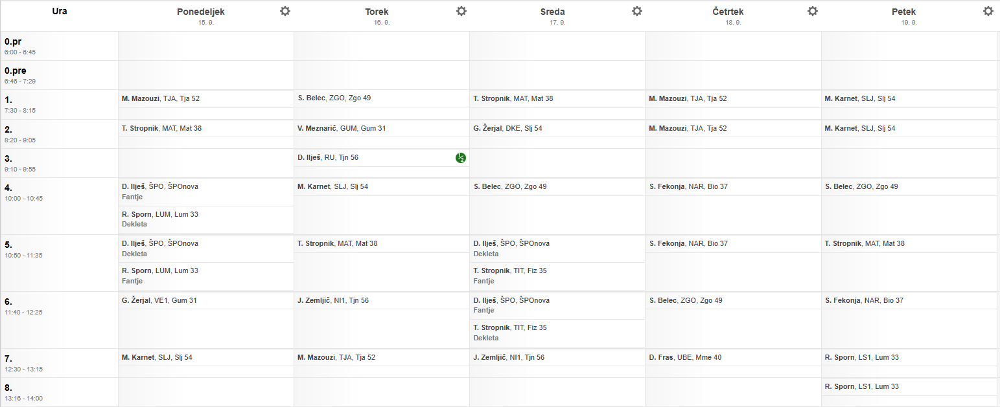 Ura Ponedeljek Torek Sreda Četrtek Petek
15. 9. 16. 9. 17. 9. 18. 9. 19. 9.
0.pr
6:00 - 6:45
0.pre
6:46 - 7:29
1. M. Mazouzi, TJA, Tja 52 S. Belec, ZGO, Zgo 49 T. Stropnik, MAT, Mat 38 M. Mazouzi, TJA, Tja 52 M. Karnet, SLJ, Slj 54
7:30 - 8:15
2. T. Stropnik, MAT, Mat 38 V. Meznarič, GUM, Gum 31 G. Žerjal, DKE, Slj 54 M. Mazouzi, TJA, Tja 52 M. Karnet, SLJ, Slj 54
8:20 - 9:05
3. D. Ilješ, RU, Tjn 56 ½
9:10 - 9:55
4. D. Ilješ, ŠPO, ŠPOnova M. Karnet, SLJ, Slj 54 S. Belec, ZGO, Zgo 49 S. Fekonja, NAR, Bio 37 S. Belec, ZGO, Zgo 49
10:00 - 10:45 Fantje
R. Sporn, LUM, Lum 33
Dekleta
5. D. Ilješ, ŠPO, ŠPOnova T. Stropnik, MAT, Mat 38 D. Ilješ, ŠPO, ŠPOnova S. Fekonja, NAR, Bio 37 T. Stropnik, MAT, Mat 38
10:50 - 11:35 Dekleta Dekleta
R. Sporn, LUM, Lum 33 T. Stropnik, TIT, Fiz 35
Fantje Fantje
6. G. Žerjal, VE1, Gum 31 J. Zemljič, NI1, Tjn 56 D. Ilješ, ŠPO, ŠPOnova S. Belec, ZGO, Zgo 49 S. Fekonja, NAR, Bio 37
11:40 - 12:25 Fantje
T. Stropnik, TIT, Fiz 35
Dekleta
7. M. Karnet, SLJ, Slj 54 M. Mazouzi, TJA, Tja 52 J. Zemljič, NI1, Tjn 56 D. Fras, UBE, Mme 40 R. Sporn, LS1, Lum 33
12:30 - 13:15
8. R. Sporn, LS1, Lum 33
13:16 - 14:00